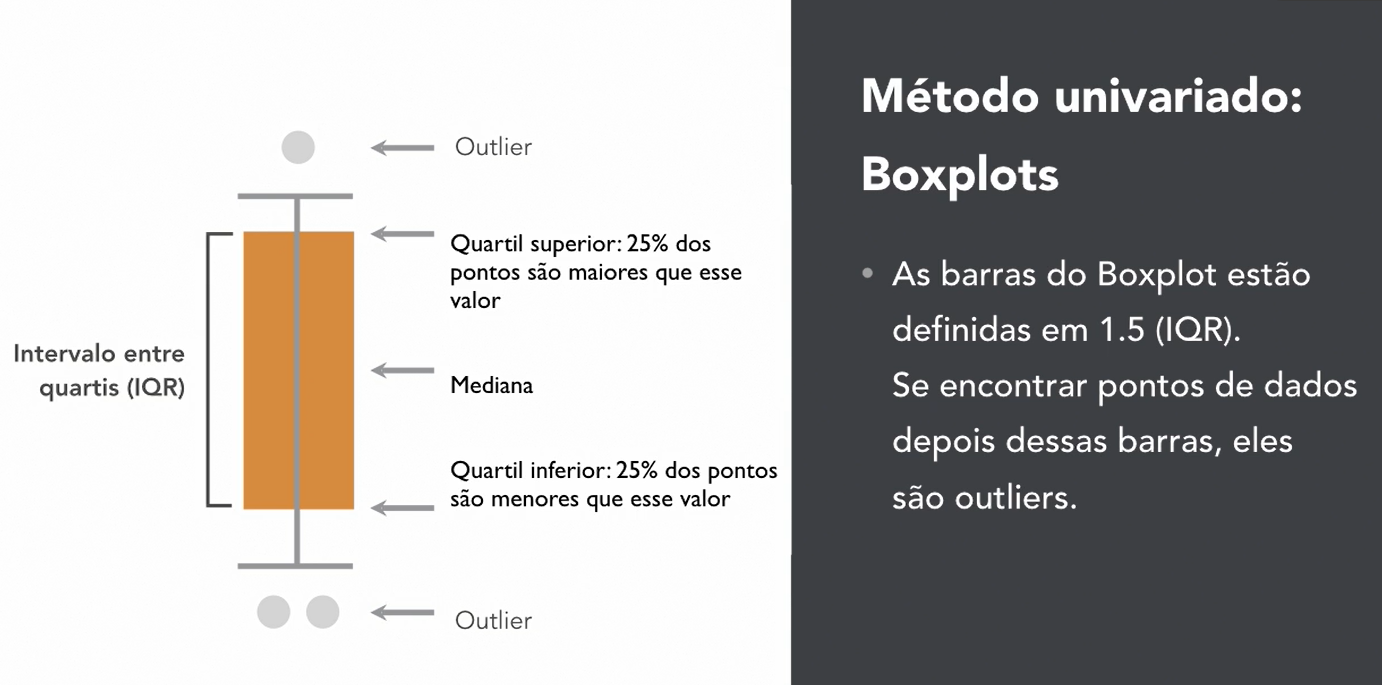 Outlier
Quartil superior: 25% dos
pontos são maiores que esse
valor
Intervalo entre
quartis (IQR)
Mediana
Quartil inferior: 25% dos pontos
são menores que esse valor
Outlier
Método univariado:
Boxplots
• As barras do Boxplot estão
definidas em 1.5 (IQR).
Se encontrar pontos de dados
depois dessas barras, eles
são outliers.